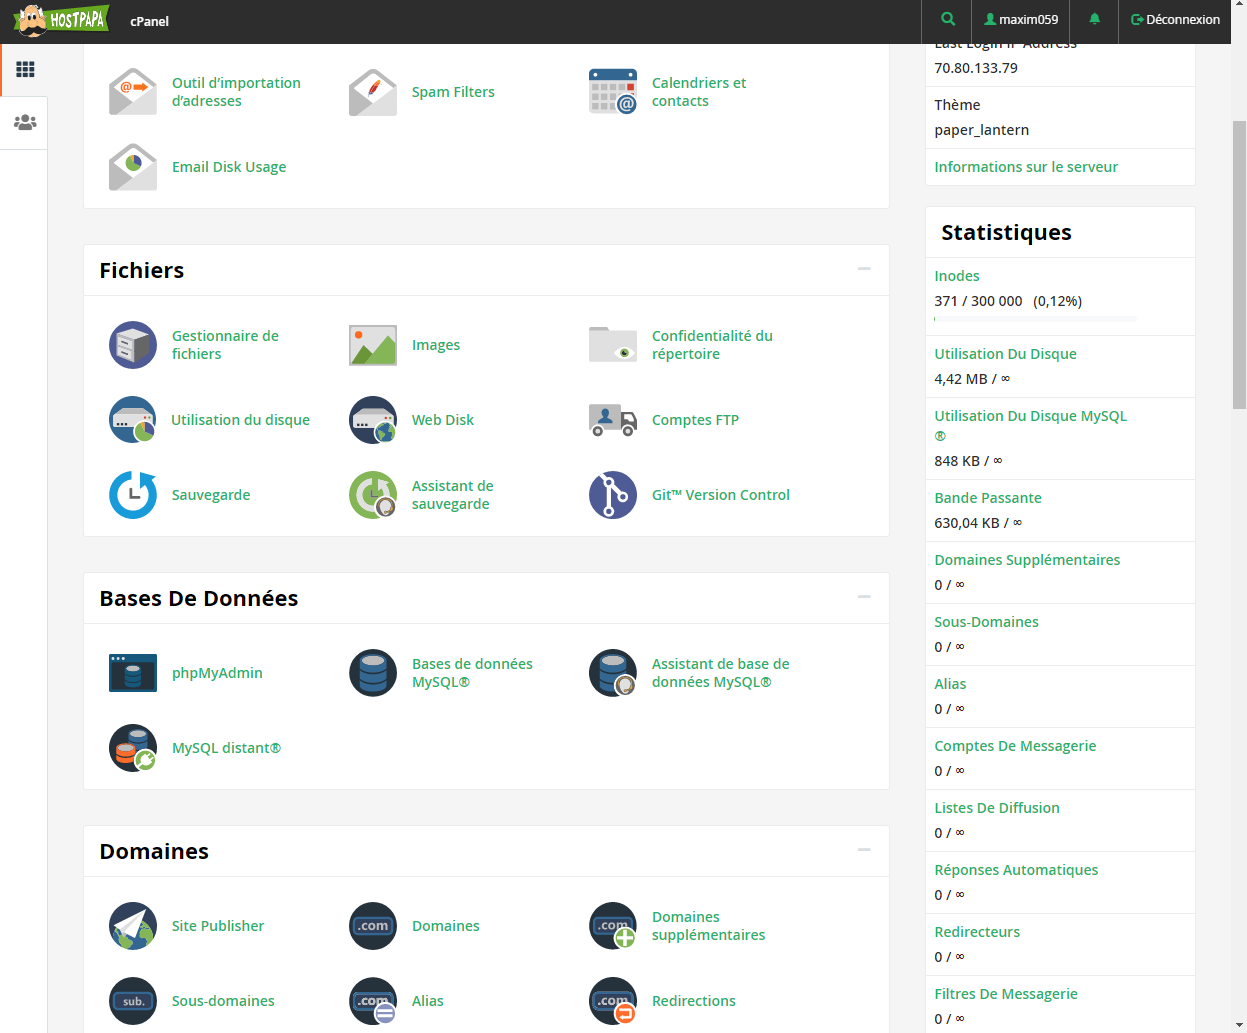 HOSTPAPA
cPanel
maxim059
Déconnexion
Outil d’importation
d’adresses
Spam Filters
Calendriers et
contacts
Email Disk Usage
Fichiers
Gestionnaire de
fichiers
Images
Confidentialité du
répertoire
Utilisation du disque
Web Disk
Comptes FTP
Sauvegarde
Assistant de
sauvegarde
Git™ Version Control
Bases De Données
phpMyAdmin
Bases de données
MySQL®
Assistant de base de
données MySQL®
MySQL distant®
Domaines
Site Publisher
.com
Domaines
.com
Domaines
supplémentaires
sub.
Sous-domaines
.com
Alias
.com
Redirections
Last Login IP Address
70.80.133.79
Thème
paper_lantern
Informations sur le serveur
Statistiques
Inodes
371 / 300 000 (0,12%)
Utilisation Du Disque
4,42 MB / ∞
Utilisation Du Disque MySQL
®
848 KB / ∞
Bande Passante
630,04 KB / ∞
Domaines Supplémentaires
0 / ∞
Sous-Domaines
0 / ∞
Alias
0 / ∞
Comptes De Messagerie
0 / ∞
Listes De Diffusion
0 / ∞
Réponses Automatiques
0 / ∞
Redirecteurs
0 / ∞
Filtres De Messagerie
0 / ∞